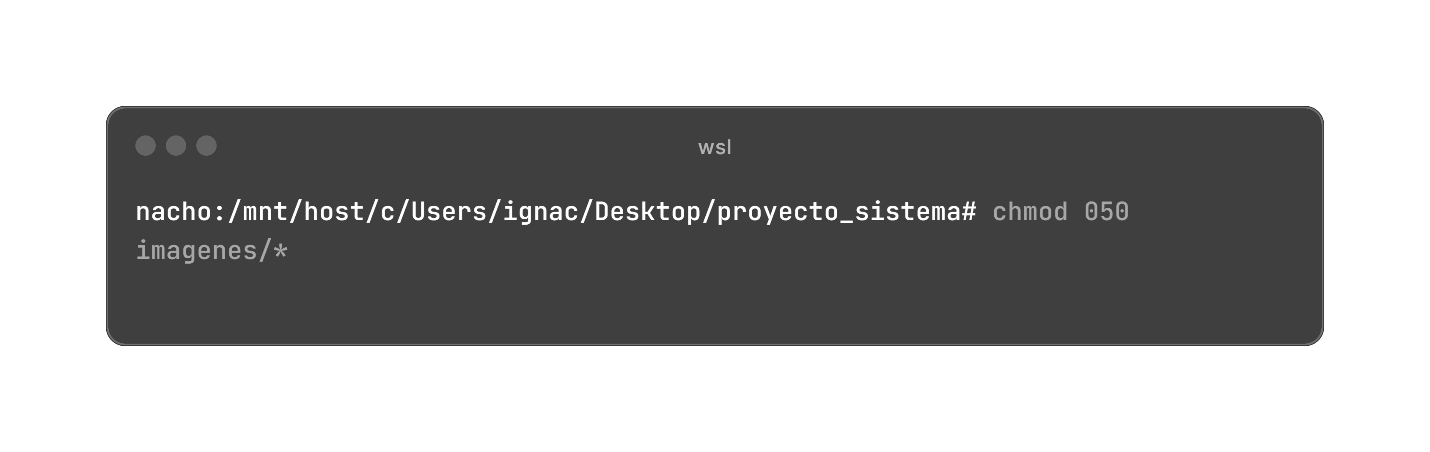 wsl
nacho:/mnt/host/c/Users/ignac/Desktop/proyecto_sistema# chmod 050
imagenes/*